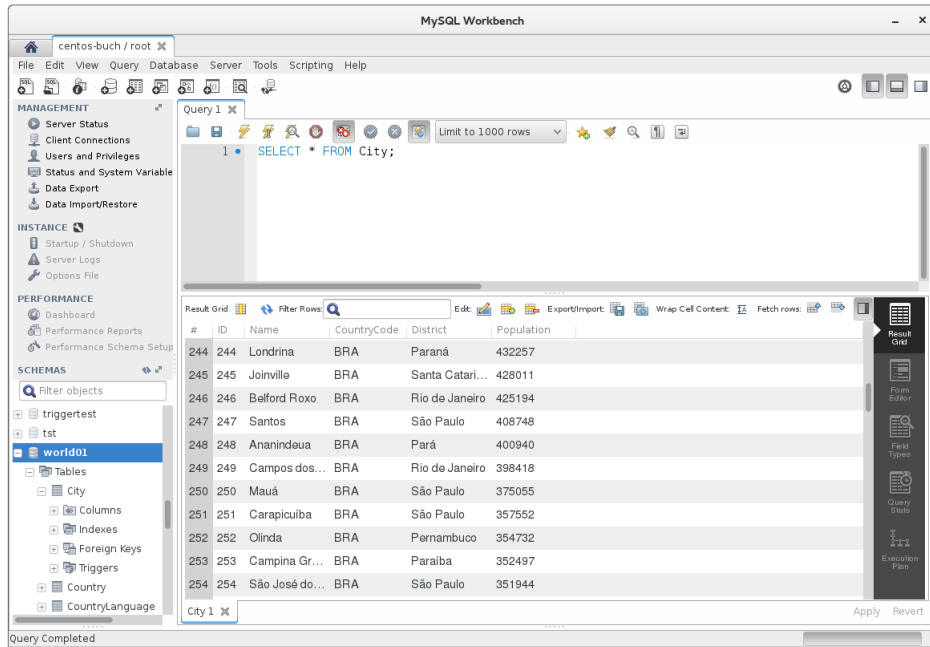 MySQL Workbench
centos-buch / root
File Edit View Query Database Server Tools Scripting Help
MANAGEMENT
Server Status
Client Connections
Users and Privileges
Status and System Variable
Data Export
Data Import/Restore
INSTANCE
Startup / Shutdown
Server Logs
Options File
PERFORMANCE
Dashboard
Performance Reports
Performance Schema Setup
SCHEMAS
Filter objects
triggertest
tst
world01
Tables
City
Columns
Indexes
Foreign Keys
Triggers
Country
CountryLanguage
Query 1
Limit to 1000 rows
1 SELECT * FROM City;
Result Grid Filter Rows: Edit: Export/Import: Wrap Cell Content: Fetch rows:
# ID Name CountryCode District Population
244 244 Londrina BRA Paraná 432257
245 245 Joinville BRA Santa Catari... 428011
246 246 Belford Roxo BRA Rio de Janeiro 425194
247 247 Santos BRA São Paulo 408748
248 248 Ananindeua BRA Pará 400940
249 249 Campos dos... BRA Rio de Janeiro 398418
250 250 Mauá BRA São Paulo 375055
251 251 Carapicuíba BRA São Paulo 357552
252 252 Olinda BRA Pernambuco 354732
253 253 Campina Gr... BRA Paraíba 352497
254 254 São José do... BRA São Paulo 351944
Result
Grid
Form
Editor
Field
Types
Query
Stats
Execution
Plan
City 1 Apply Revert
Query Completed